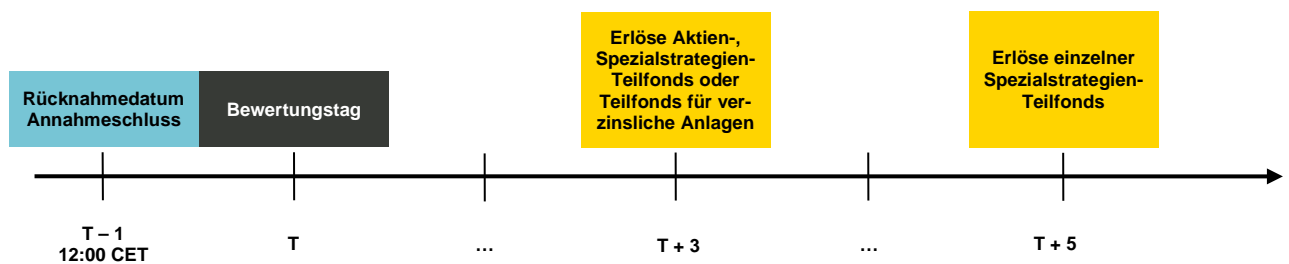 Rücknahmedatum
Annahmeschluss
Bewertungstag
Erlöse Aktien-,
Spezialstrategien-
Teilfonds oder
Teilfonds für ver-
zinsliche Anlagen
Erlöse einzelner
Spezialstrategien-
Teilfonds
T – 1
12:00 CET
T
...
T + 3
...
T + 5